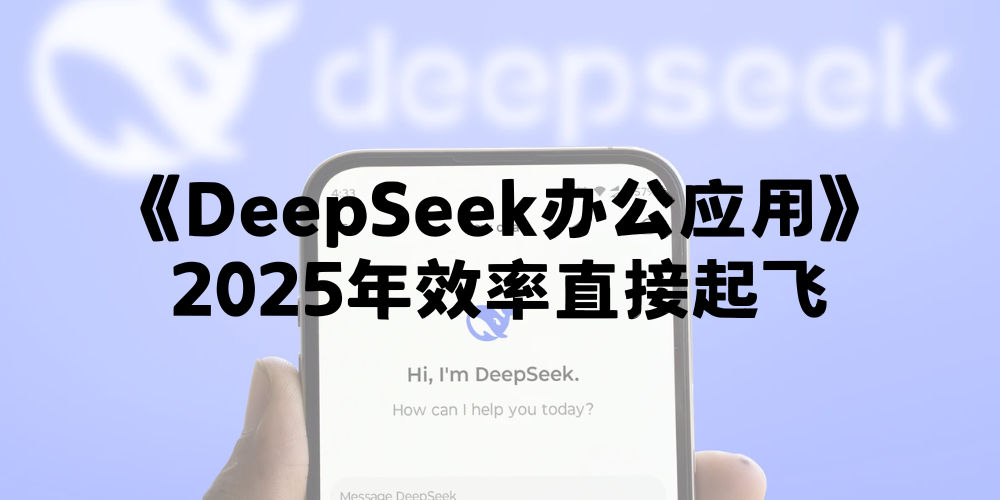 deepseek
4:33
《DeepSeek办公应用》
2025年效率直接起飞
Hi, I'm DeepSeek.
How can I help you today?
Message DeepSeek